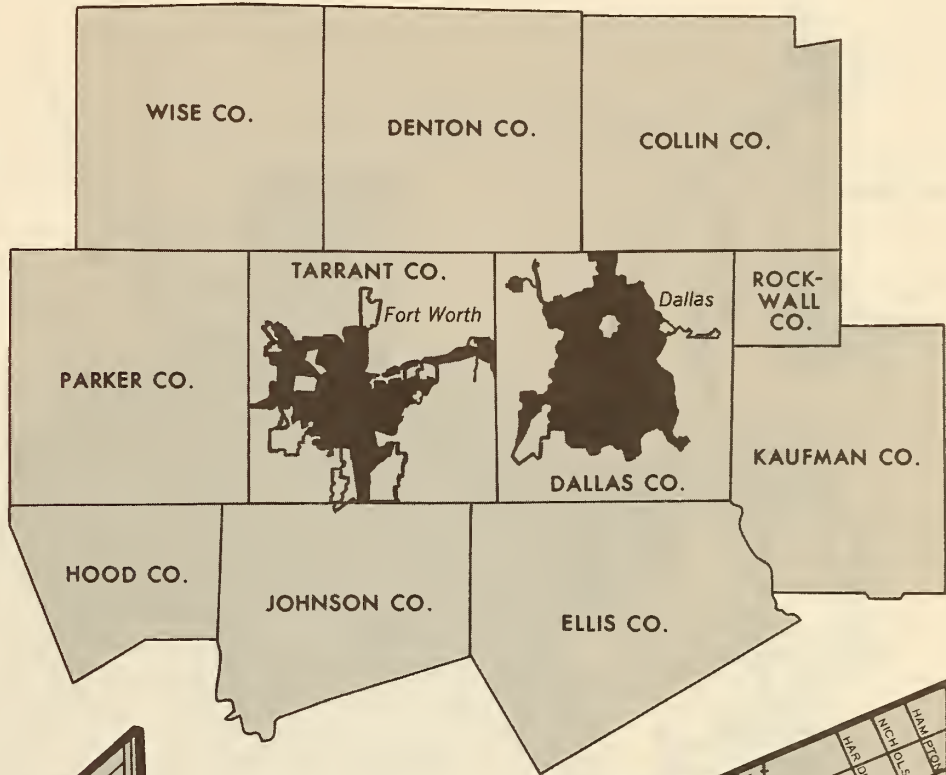 WISE CO.
DENTON CO.
COLLIN CO.
TARRANT CO.
Fort Worth
Dallas
ROCK-
WALL
CO.
PARKER CO.
KAUFMAN CO.
DALLAS CO.
HOOD CO.
JOHNSON CO.
ELLIS CO.
HAMPTON